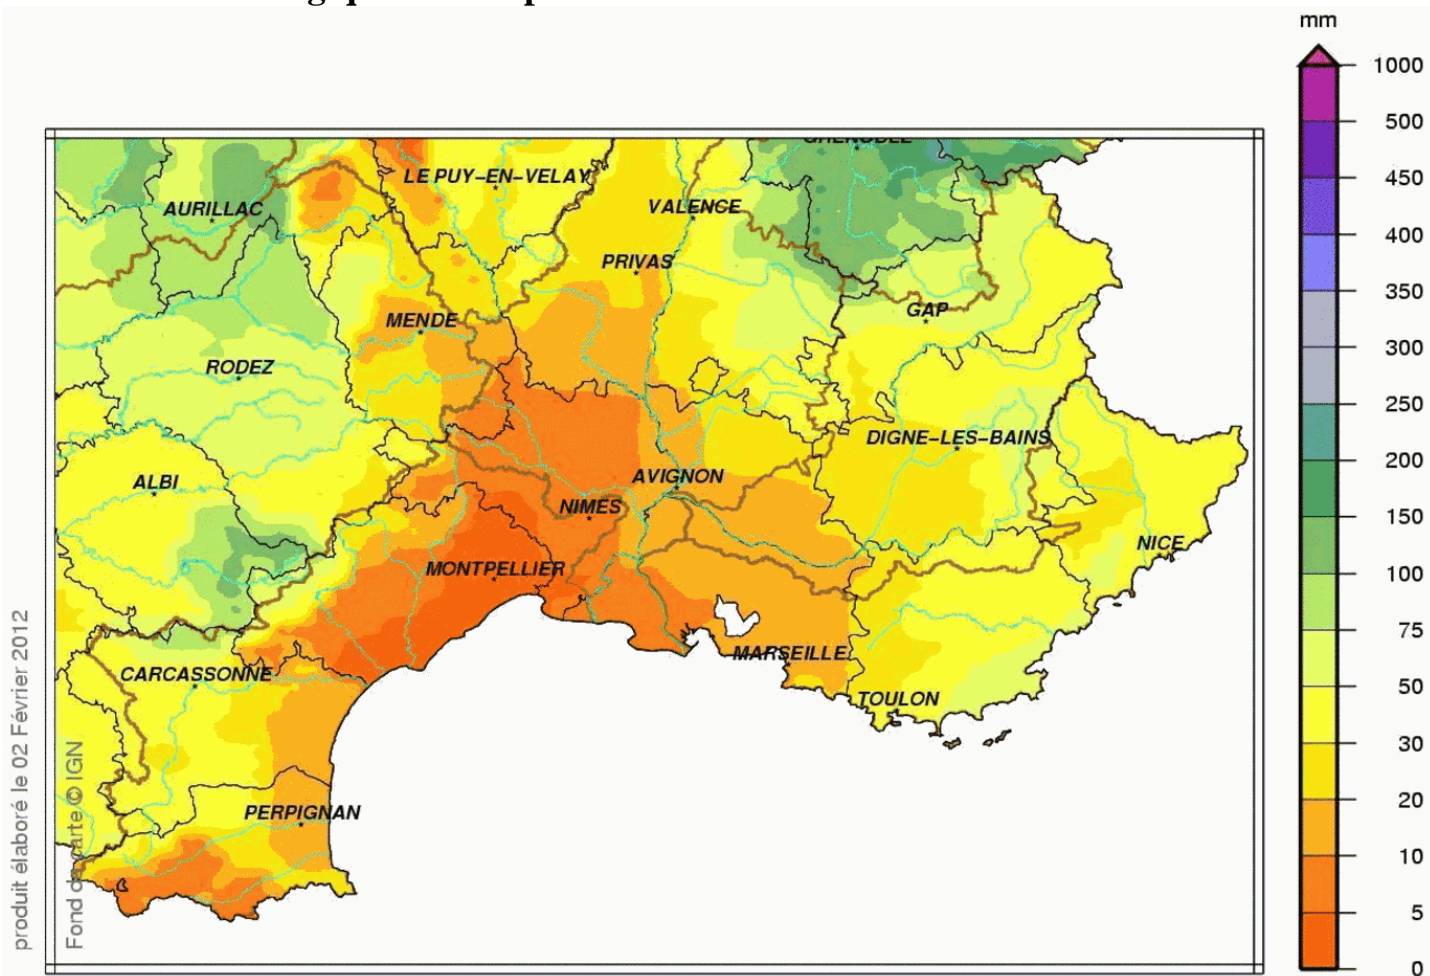 mm
1000
500
450
400
350
300
250
200
150
100
75
50
30
20
10
5
0
GRENOBLE
LE PUY-EN-VELAY
AURILLAC
VALENCE
PRIVAS
MENDE
GAP
RODEZ
DIGNE-LES-BAINS
ALBI
AVIGNON
NIMES
NICE
MONTPELLIER
MARSEILLE
CARCASSONNE
TOULON
PERPIGNAN
produit élaboré le 02 Février 2012
Fond de carte © IGN